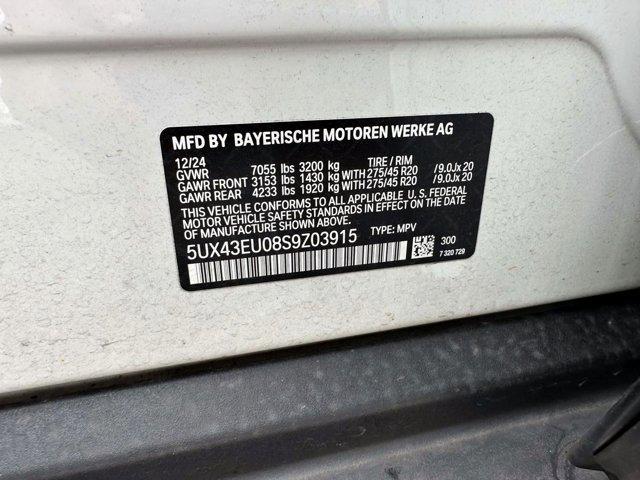 MFD BY BAYERISCHE MOTOREN WERKE AG
12/24
GVWR 7055 lbs 3200 kg TIRE / RIM
GAWR FRONT 3153 lbs 1430 kg WITH 275/45 R20 /9.0Jx 20
GAWR REAR 4233 lbs 1920 kg WITH 275/45 R20 /9.0Jx 20
THIS VEHICLE CONFORMS TO ALL APPLICABLE U.S. FEDERAL
MOTOR VEHICLE SAFETY STANDARDS IN EFFECT ON THE DATE
OF MANUFACTURE SHOWN ABOVE.
5UX43EU08S9Z03915 TYPE: MPV
300
7 320 729